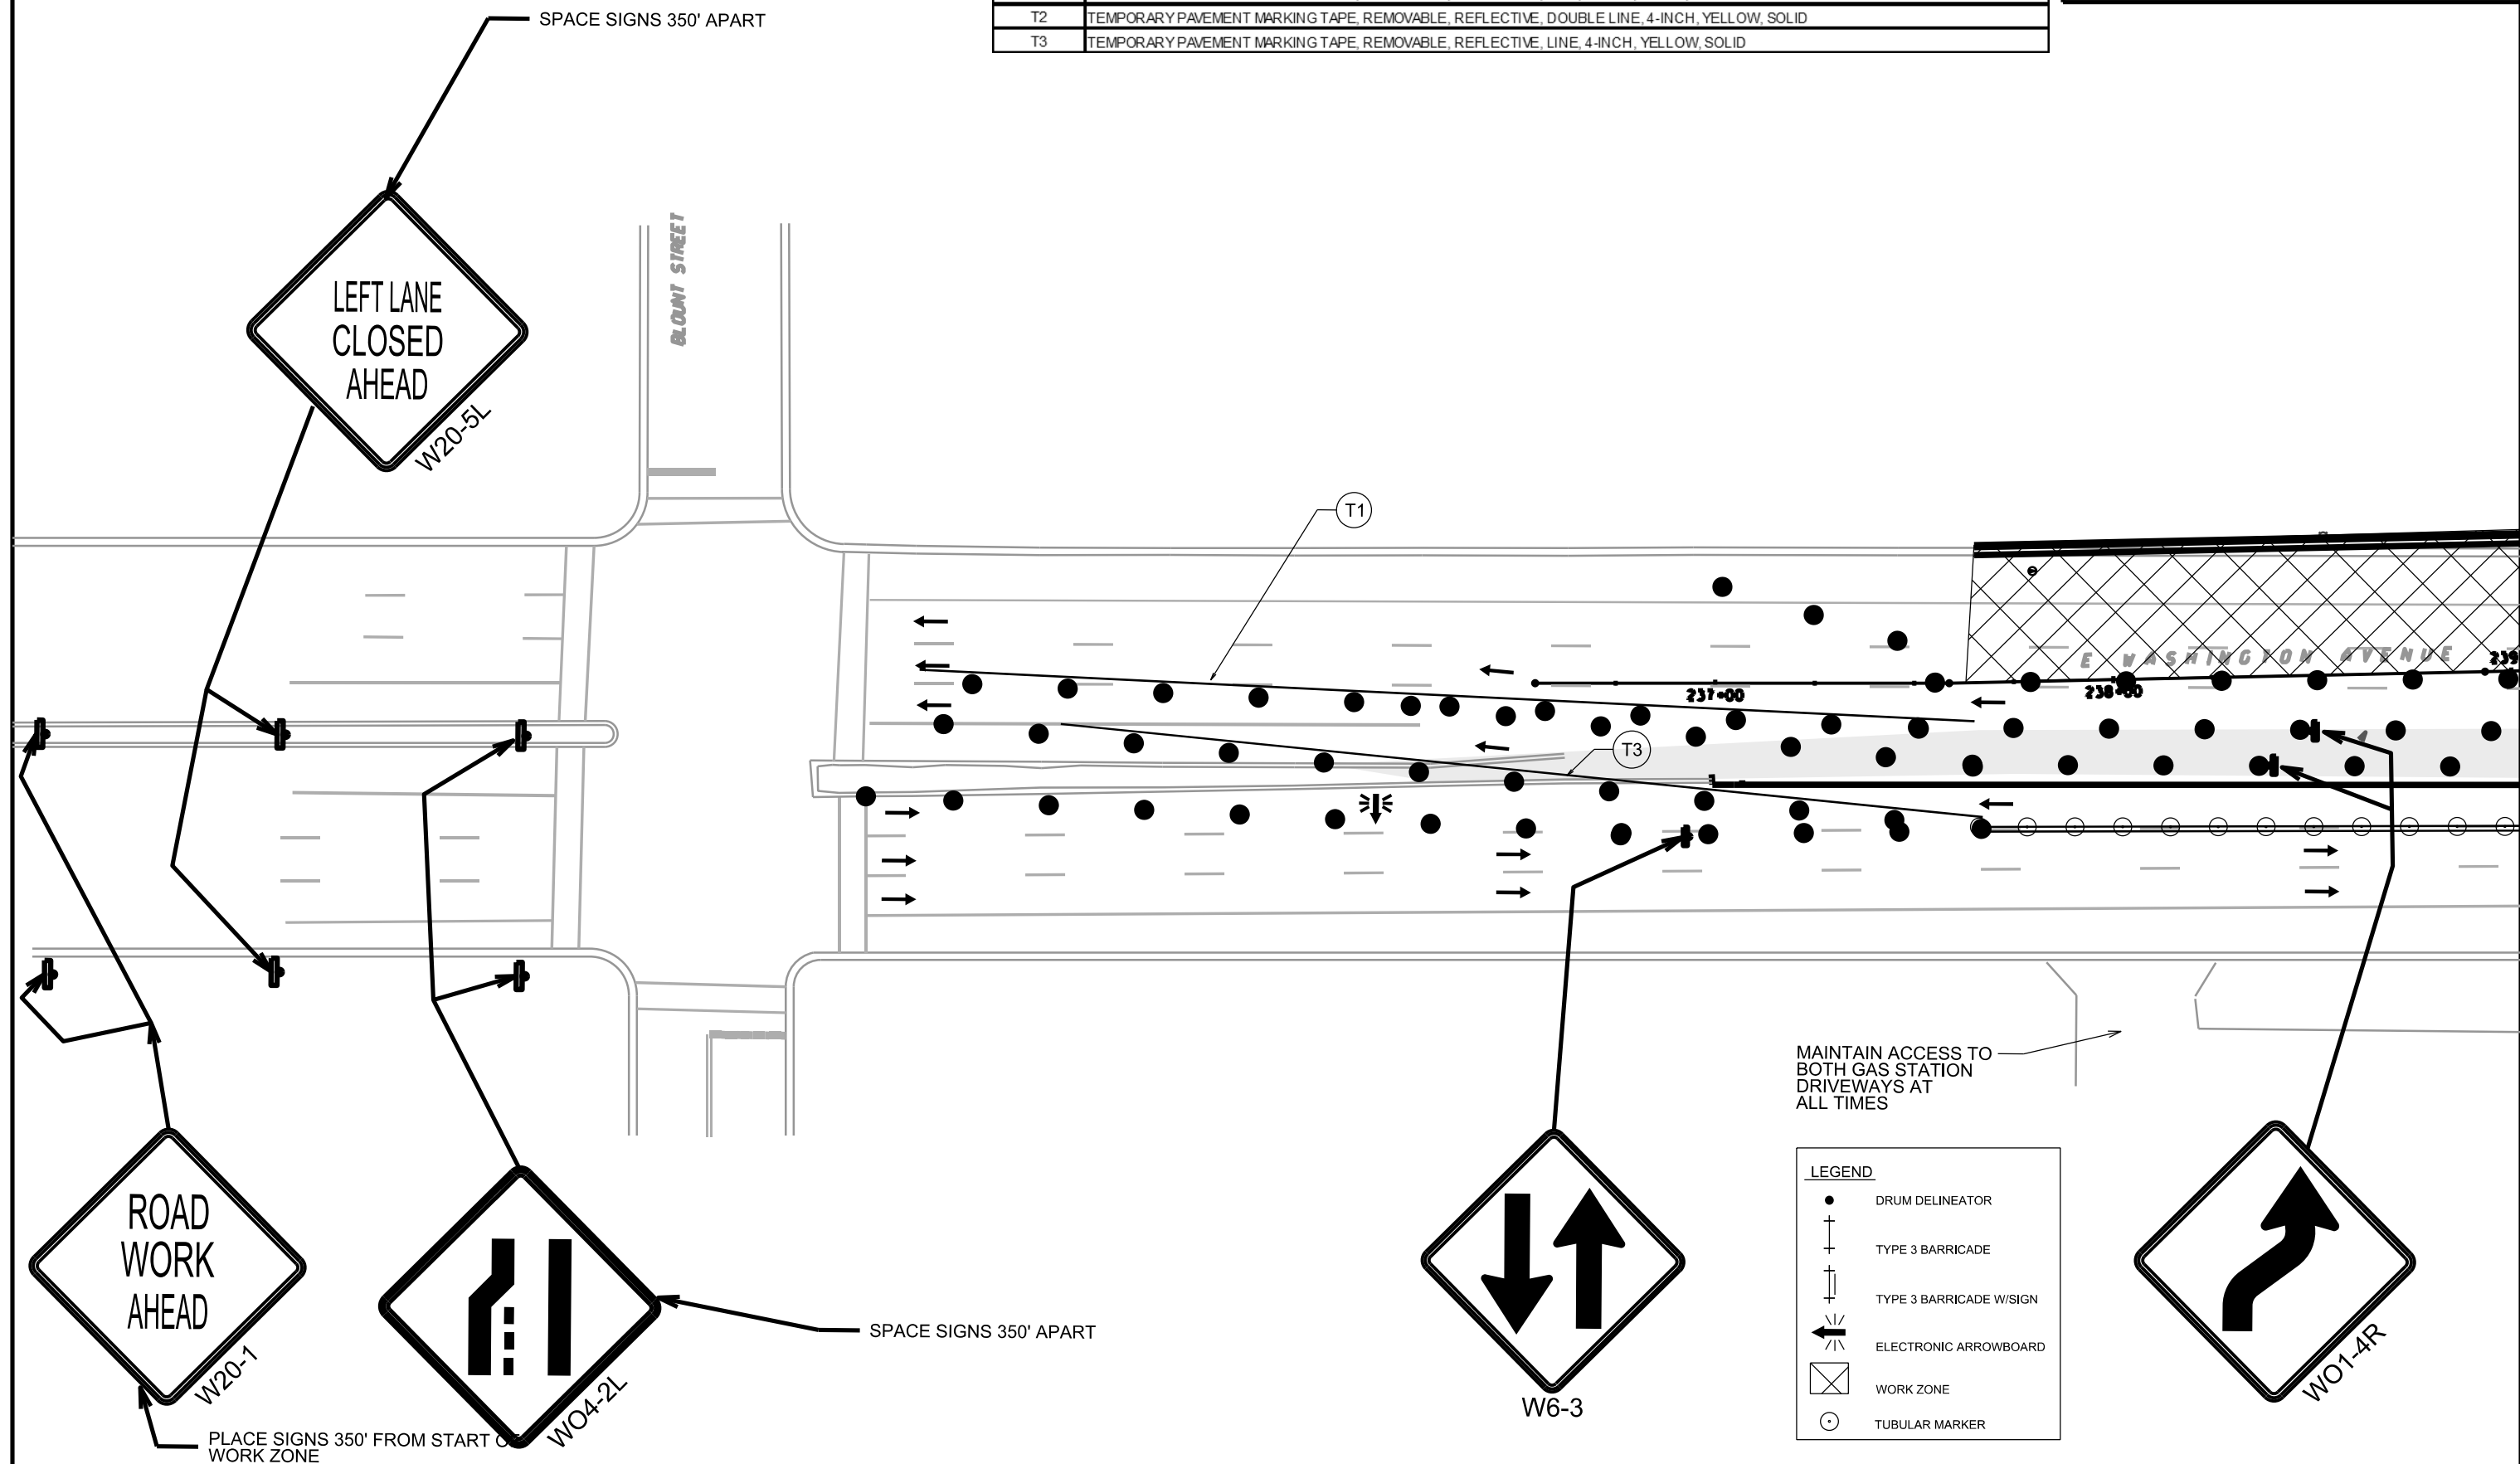 SPACE SIGNS 350' APART
T2 TEMPORARY PAVEMENT MARKING TAPE, REMOVABLE, REFLECTIVE, DOUBLE LINE, 4-INCH, YELLOW, SOLID
T3 TEMPORARY PAVEMENT MARKING TAPE, REMOVABLE, REFLECTIVE, LINE, 4-INCH, YELLOW, SOLID
LEFT LANE
CLOSED
AHEAD
W20-5L
BLOUNT STREET
T1
E WASHINGTON AVENUE
239
237+00
238+00
T3
MAINTAIN ACCESS TO
BOTH GAS STATION
DRIVEWAYS AT
ALL TIMES
ROAD
WORK
AHEAD
W20-1
PLACE SIGNS 350' FROM START
WORK ZONE
WO4-2L
SPACE SIGNS 350' APART
W6-3
LEGEND
DRUM DELINEATOR
TYPE 3 BARRICADE
TYPE 3 BARRICADE W/SIGN
ELECTRONIC ARROWBOARD
WORK ZONE
TUBULAR MARKER
WO1-4R